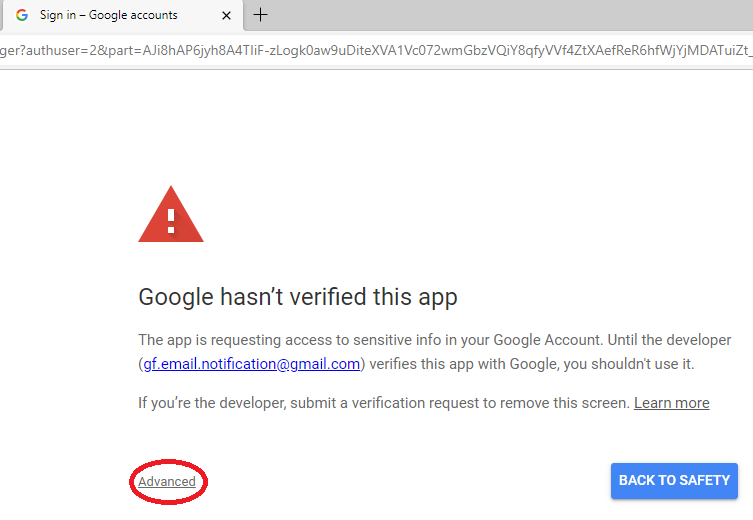 Sign in – Google accounts
ger?authuser=2&part=AJi8hAP6jyh8A4TIiF-zLogk0aw9uDiteXVA1Vc072wmGbzVQiY8qfyVVf4ZtXAefReR6hfWjYjMDATuiZt_
Google hasn’t verified this app
The app is requesting access to sensitive info in your Google Account. Until the developer
(gf.email.notification@gmail.com) verifies this app with Google, you shouldn't use it.
If you’re the developer, submit a verification request to remove this screen. Learn more
Advanced
BACK TO SAFETY